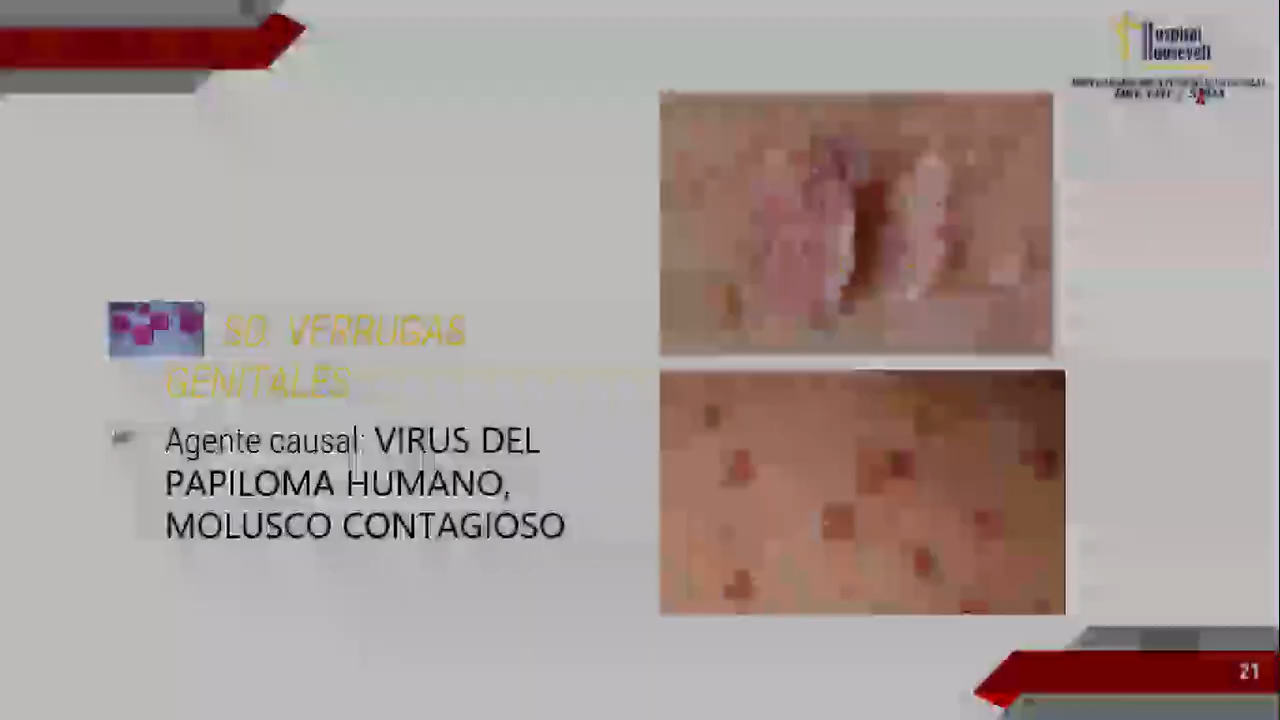 Hospital
Roosevelt
SD. VERRUGAS
GENITALES
Agente causal: VIRUS DEL
PAPILOMA HUMANO,
MOLUSCO CONTAGIOSO
21